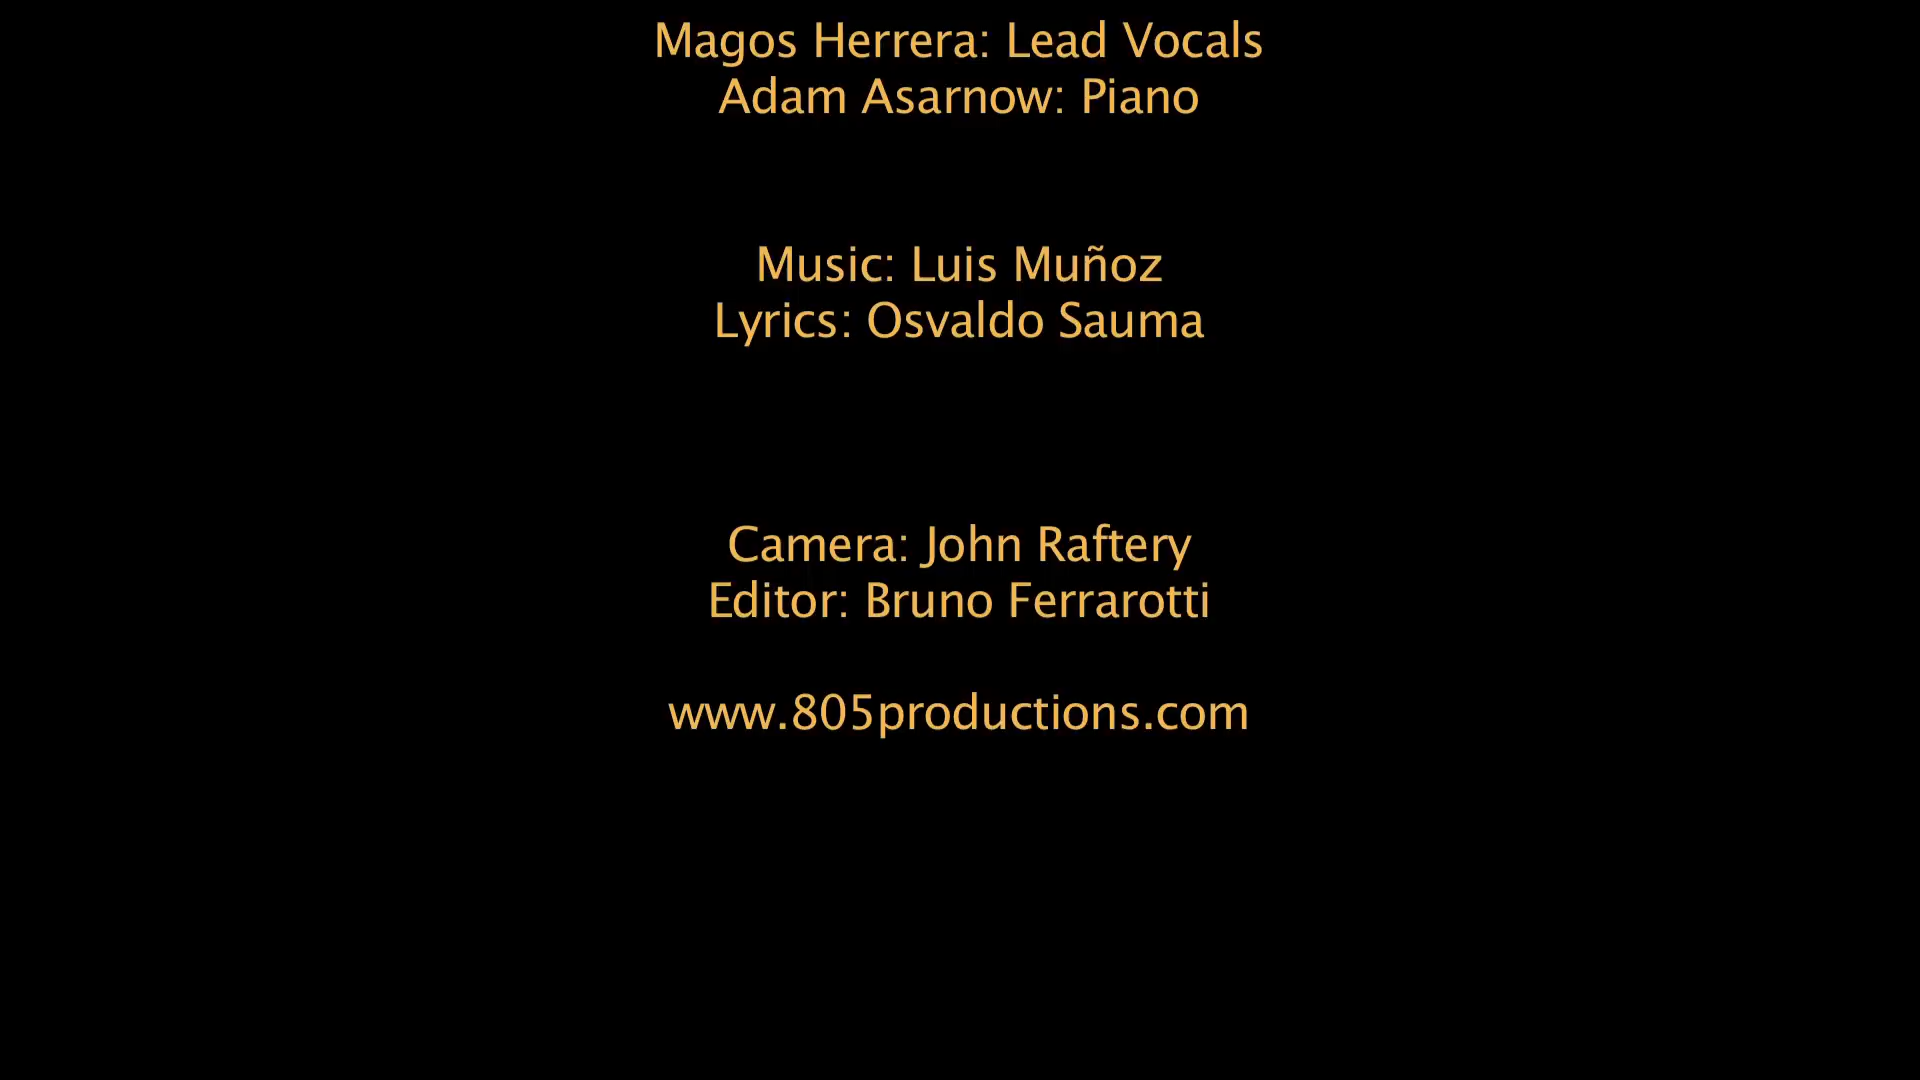 Magos Herrera: Lead Vocals
Adam Asarnow: Piano
Music: Luis Muñoz
Lyrics: Osvaldo Sauma
Camera: John Raftery
Editor: Bruno Ferrarotti
www.805productions.com